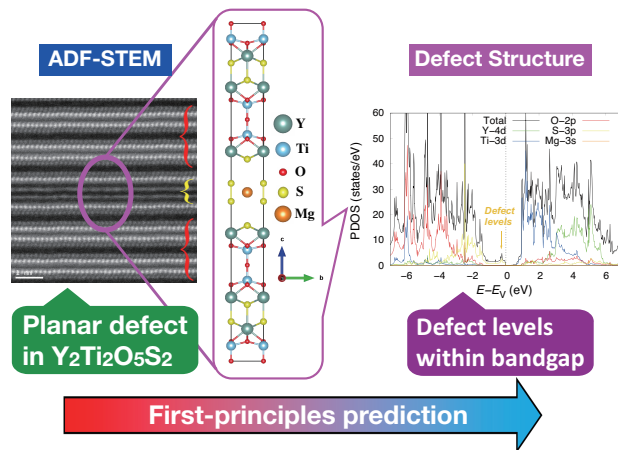 ADF-STEM
Defect Structure
Y
Ti
O
S
Mg
c
b
PDOS (states/eV)
60
50
40
30
20
10
0
Total
Y−4d
Ti−3d
O−2p
S−3p
Mg−3s
Defect
levels
−6 −4 −2 0 2 4 6
E−EV (eV)
Planar defect
in Y2Ti2O5S2
Defect levels
within bandgap
First-principles prediction